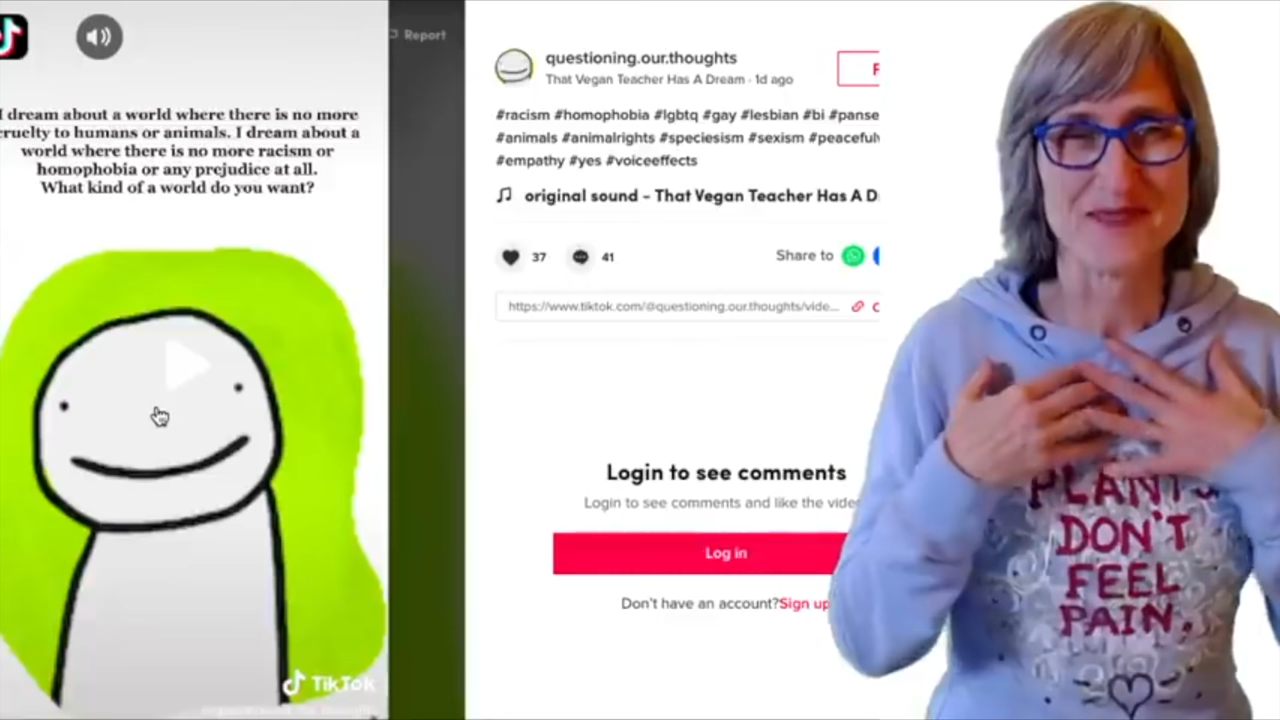 Report
I dream about a world where there is no more
cruelty to humans or animals. I dream about a
world where there is no more racism or
homophobia or any prejudice at all.
What kind of a world do you want?
TikTok
questioning.our.thoughts
That Vegan Teacher Has A Dream · 1d ago
F
#racism #homophobia #lgbtq #gay #lesbian #bi #panse
#animals #animalrights #speciesism #sexism #peacefulv
#empathy #yes #voiceeffects
original sound - That Vegan Teacher Has A D
37
41
Share to
https://www.tiktok.com/@questioning.our.thoughts/vide...
Login to see comments
Login to see comments and like the vide
Log in
Don't have an account?Sign up
PLANTS
DON'T
FEEL
PAIN.